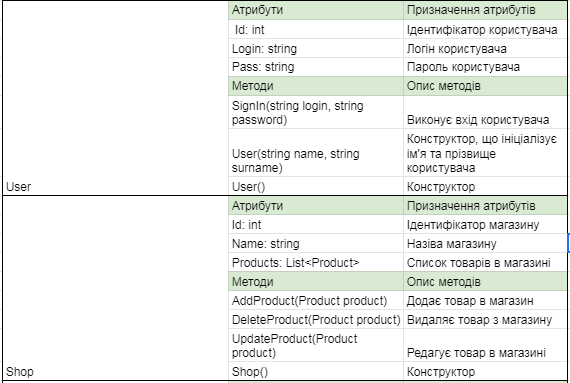 Атрибути Призначення атрибутів
Id: int Ідентифікатор користувача
Login: string Логін користувача
Pass: string Пароль користувача
Методи Опис методів
SignIn(string login, string
password) Виконує вхід користувача
Конструктор, що ініціалізує
User(string name, string ім'я та прізвище
surname) користувача
User User() Конструктор
Атрибути Призначення атрибутів
Id: int Ідентифікатор магазину
Name: string Назіва магазину
Products: List<Product> Список товарів в магазині
Методи Опис методів
AddProduct(Product product) Додає товар в магазин
DeleteProduct(Product product) Видаляє товар з магазину
UpdateProduct(Product
product) Редагує товар в магазині
Shop Shop() Конструктор